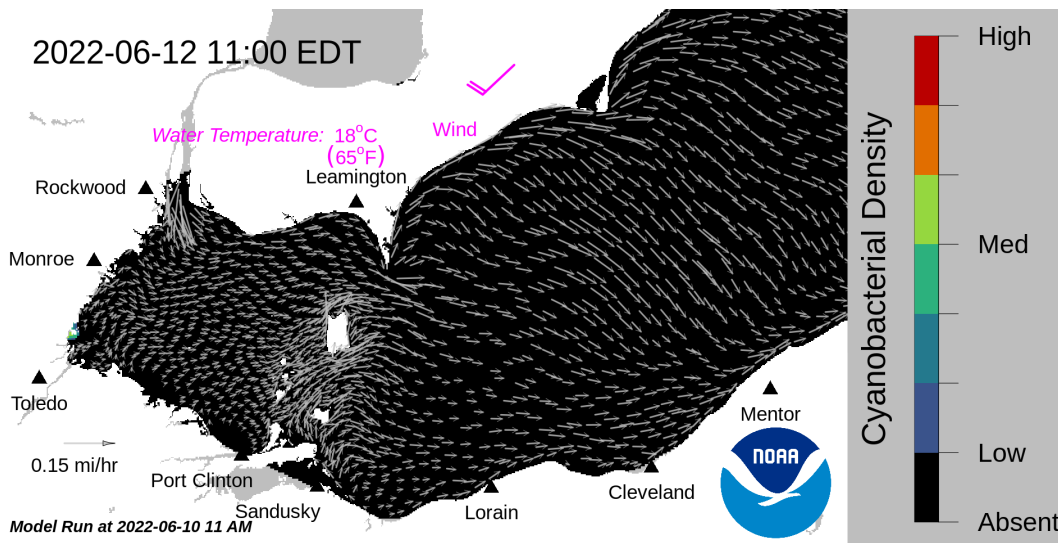 2022-06-12 11:00 EDT
High
Water Temperature: 18°C
(65°F)
Wind
Leamington
Rockwood
Monroe
Med
Cyanobacterial Density
Toledo
Mentor
0.15 mi/hr
NOAA
Low
Port Clinton
Cleveland
Sandusky
Lorain
Model Run at 2022-06-10 11 AM
Absent